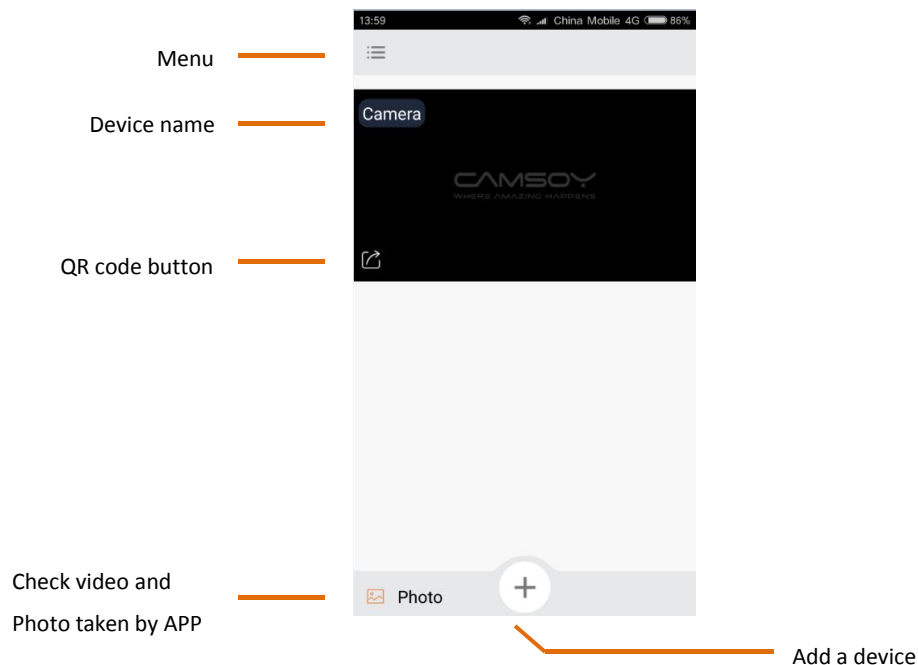 13:59 China Mobile 4G 86%
Menu
Device name
Camera
CAMSOY
WHERE AMAZING HAPPENS
QR code button
Check video and
Photo taken by APP
Photo
Add a device